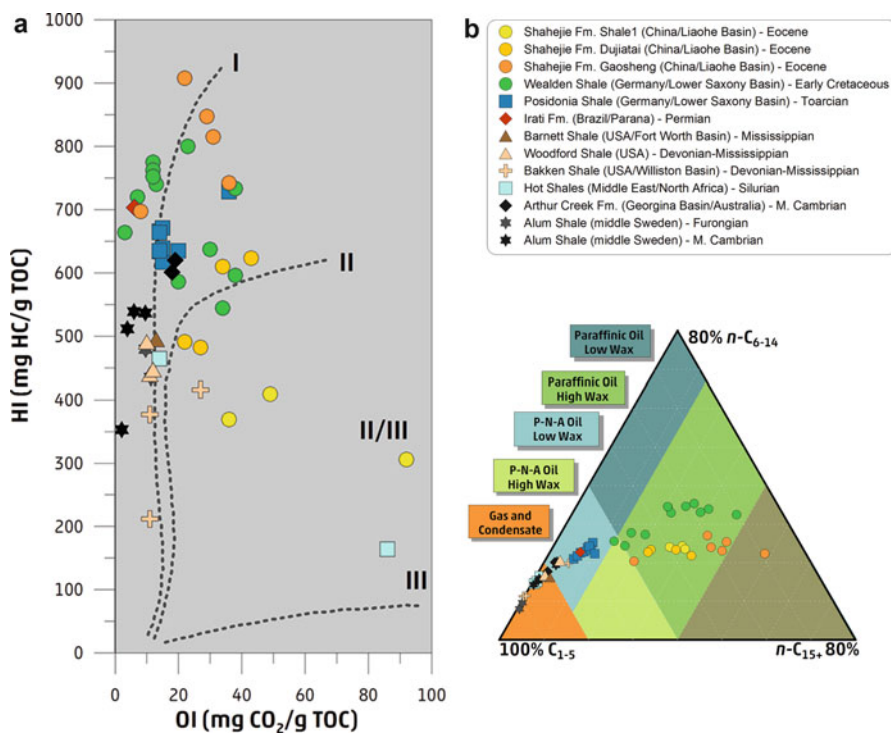 a
1000
900
800
700
600
500
400
300
200
100
0
HI (mg HC/g TOC)
I
II
II/III
III
0 20 40 60 80 100
OI (mg CO2/g TOC)
b
Shahejie Fm. Shale1 (China/Liaohe Basin) - Eocene
Shahejie Fm. Dujiatai (China/Liaohe Basin) - Eocene
Shahejie Fm. Gaosheng (China/Liaohe Basin) - Eocene
Wealden Shale (Germany/Lower Saxony Basin) - Early Cretaceous
Posidonia Shale (Germany/Lower Saxony Basin) - Toarcian
Irati Fm. (Brazil/Parana) - Permian
Barnett Shale (USA/Fort Worth Basin) - Mississippian
Woodford Shale (USA) - Devonian-Mississippian
Bakken Shale (USA/Williston Basin) - Devonian-Mississippian
Hot Shales (Middle East/North Africa) - Silurian
Arthur Creek Fm. (Georgina Basin/Australia) - M. Cambrian
Alum Shale (middle Sweden) - Furongian
Alum Shale (middle Sweden) - M. Cambrian
80% n-C6-14
Paraffinic Oil
Low Wax
Paraffinic Oil
High Wax
P-N-A Oil
Low Wax
P-N-A Oil
High Wax
Gas and
Condensate
100% C1-5
n-C15+ 80%